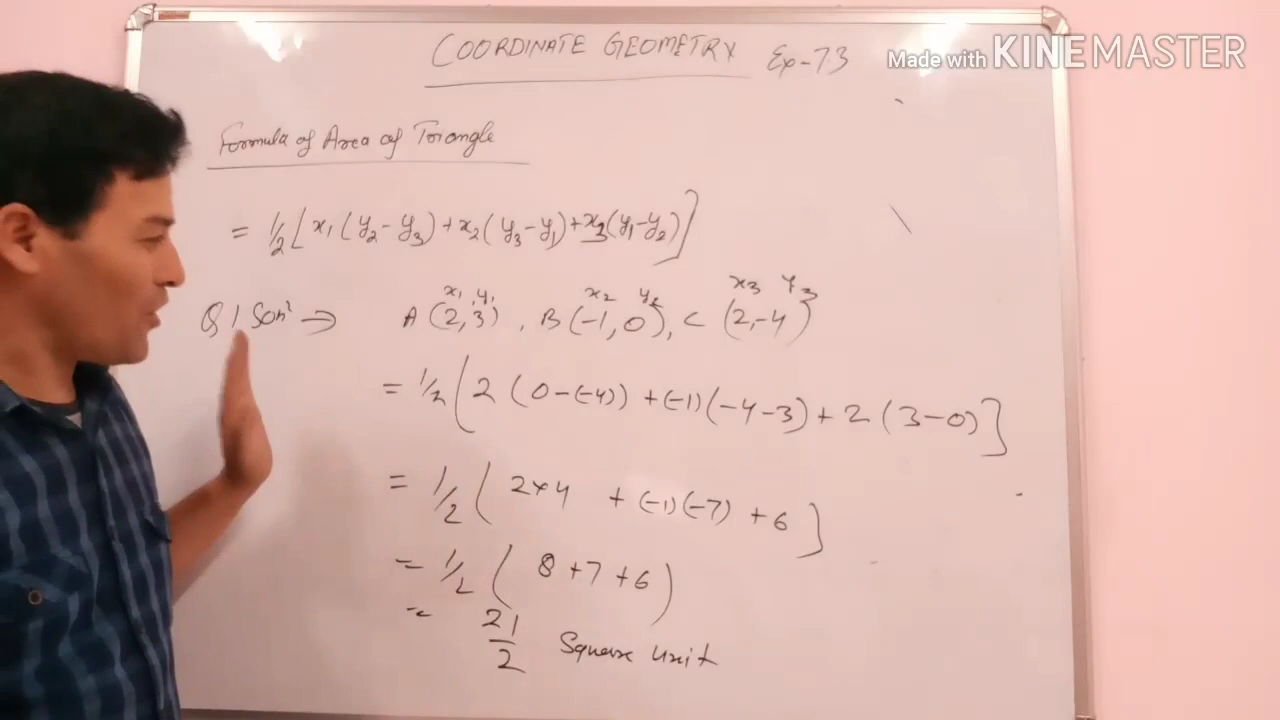 COORDINATE GEOMETRY Ex-7.3
Made with KINEMASTER
Formula of Area of Triangle
= 1/2 [x1(y2-y3)+x2(y3-y1)+x3(y1-y2)]
x1, y1 x2 y2 x3 y3
Q1 Soln => A(2,3), B(-1,0), C(2,-4)
= 1/2 [2(0-(-4))+(-1)(-4-3)+2(3-0)]
= 1/2 (2×4 +(-1)(-7)+6]
= 1/2 (8+7+6)
= 21/2 Square unit